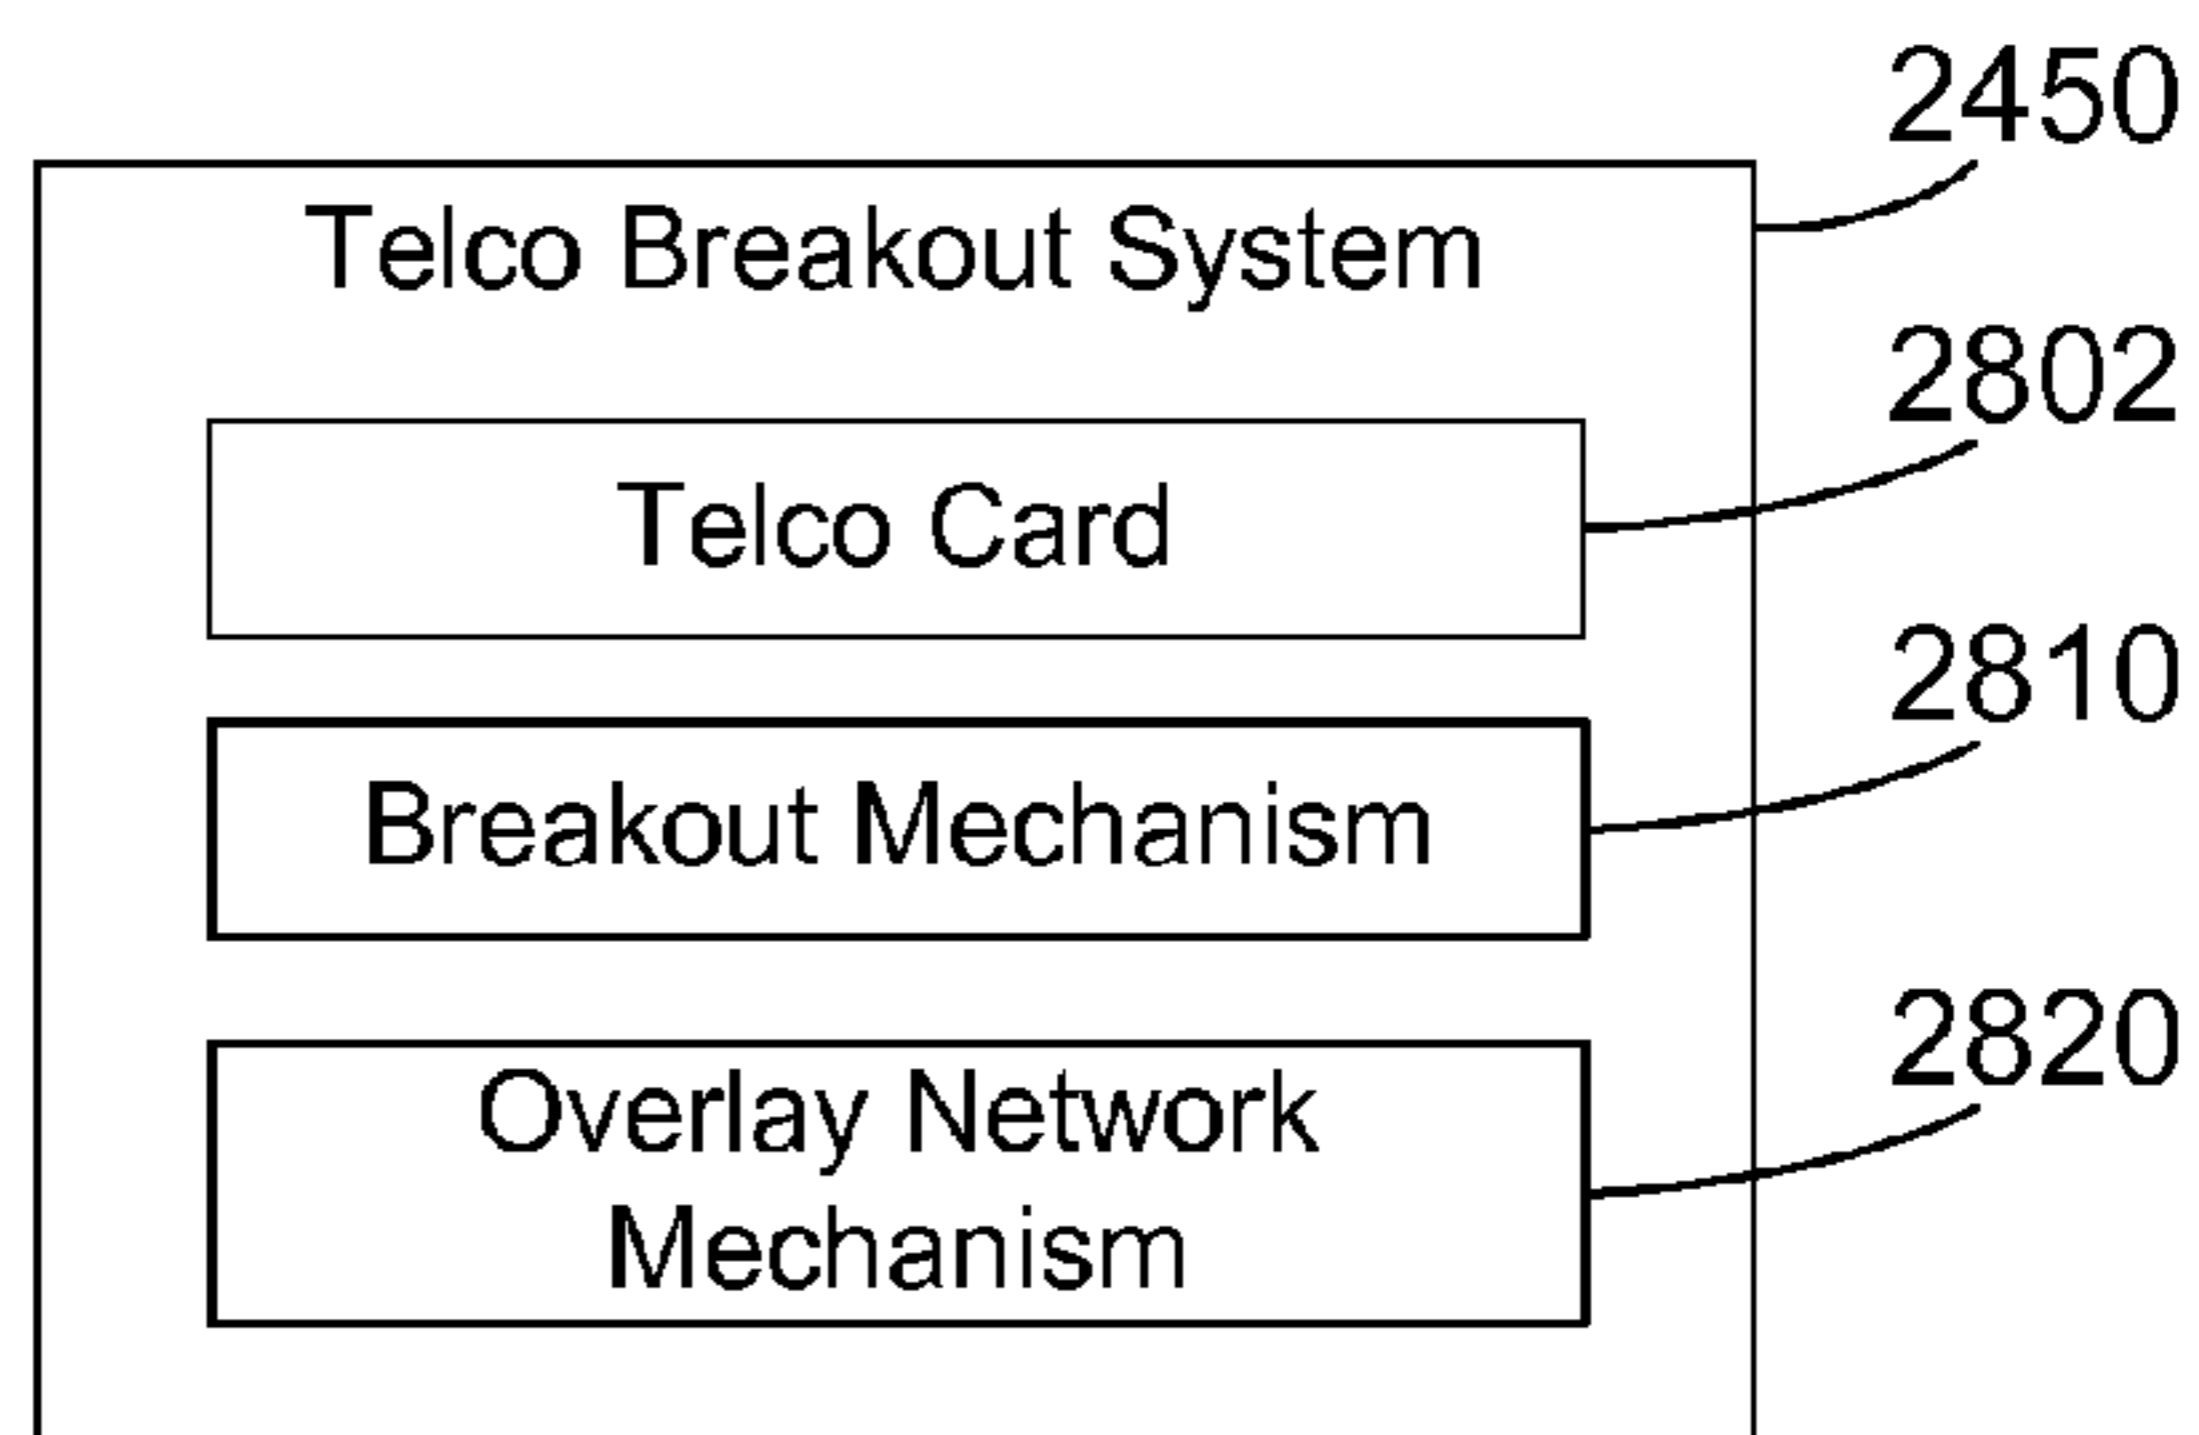 2450
Telco Breakout System
2802
Telco Card
2810
Breakout Mechanism
2820
Overlay Network
Mechanism